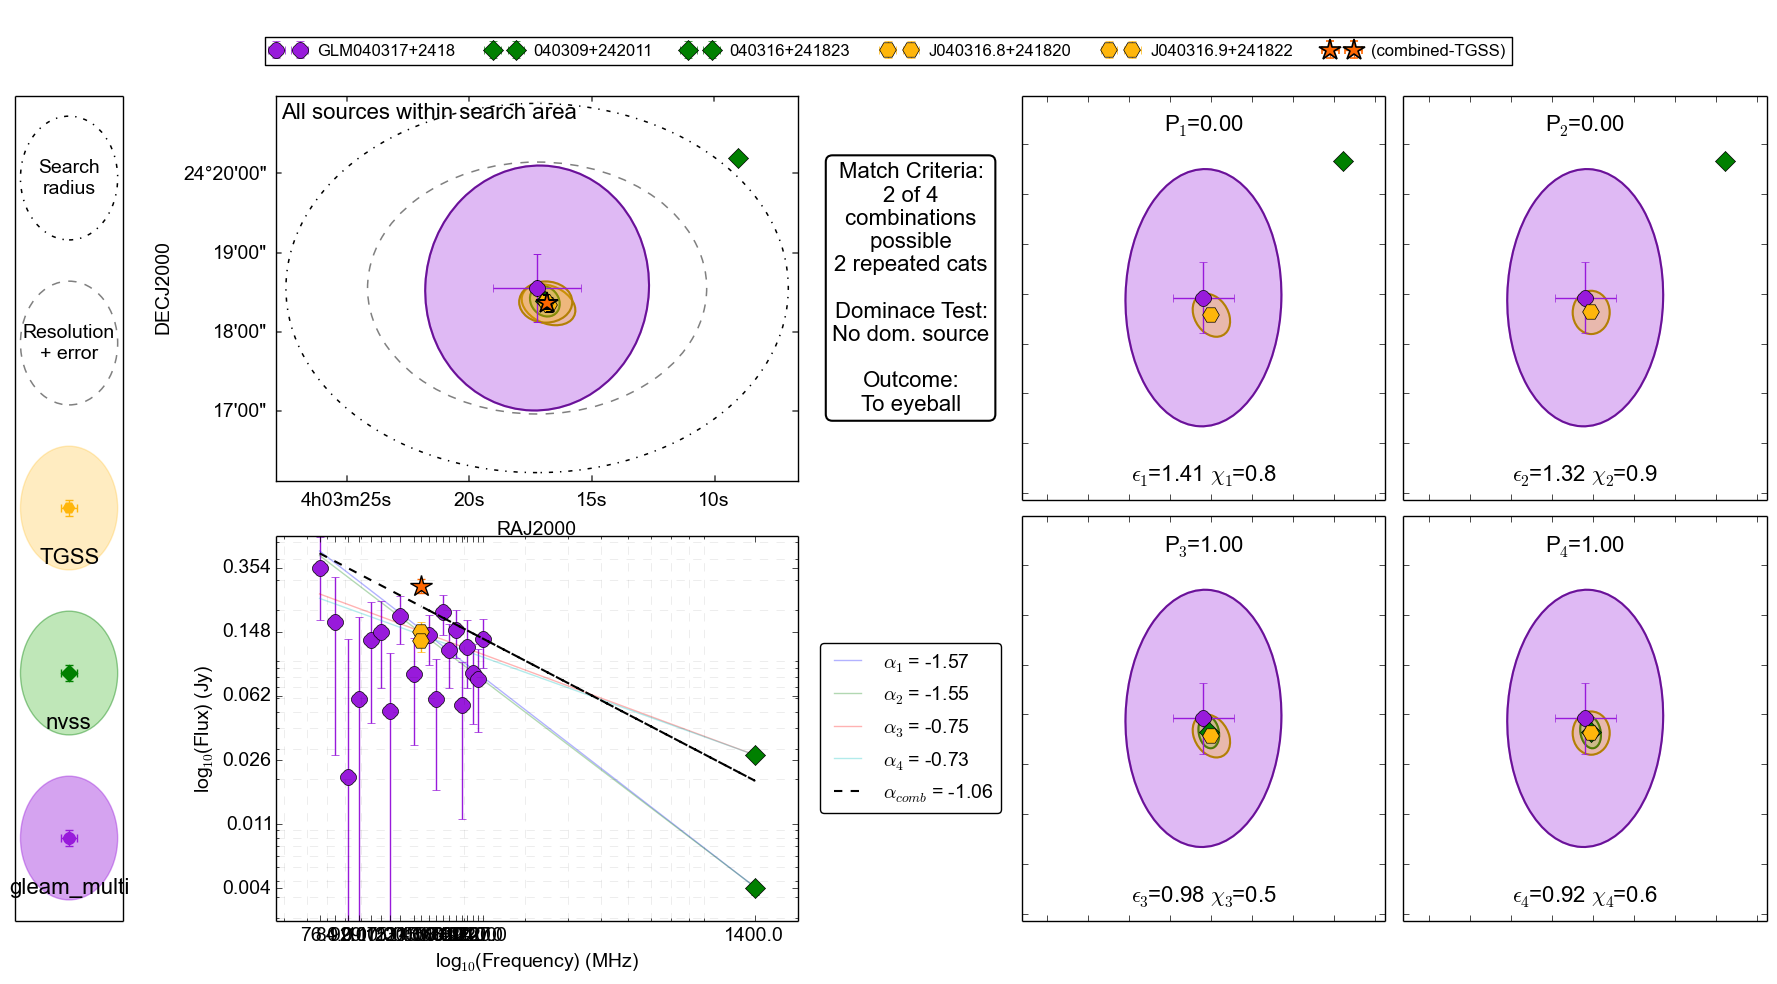 GLM040317+2418 040309+242011 040316+241823 J040316.8+241820 J040316.9+241822 (combined-TGSS)
Search
radius
Resolution
+ error
TGSS
nvss
gleam_multi
All sources within search area
DECJ2000
24°20'00"
19'00"
18'00"
17'00"
4h03m25s 20s 15s 10s
RAJ2000
Match Criteria:
2 of 4
combinations
possible
2 repeated cats
Dominace Test:
No dom. source
Outcome:
To eyeball
P1=0.00
ϵ1=1.41 χ1=0.8
P2=0.00
ϵ2=1.32 χ2=0.9
log10(Flux) (Jy)
0.354
0.148
0.062
0.026
0.011
0.004
1400.0
log10(Frequency) (MHz)
α1 = -1.57
α2 = -1.55
α3 = -0.75
α4 = -0.73
αcomb = -1.06
P3=1.00
ϵ3=0.98 χ3=0.5
P4=1.00
ϵ4=0.92 χ4=0.6